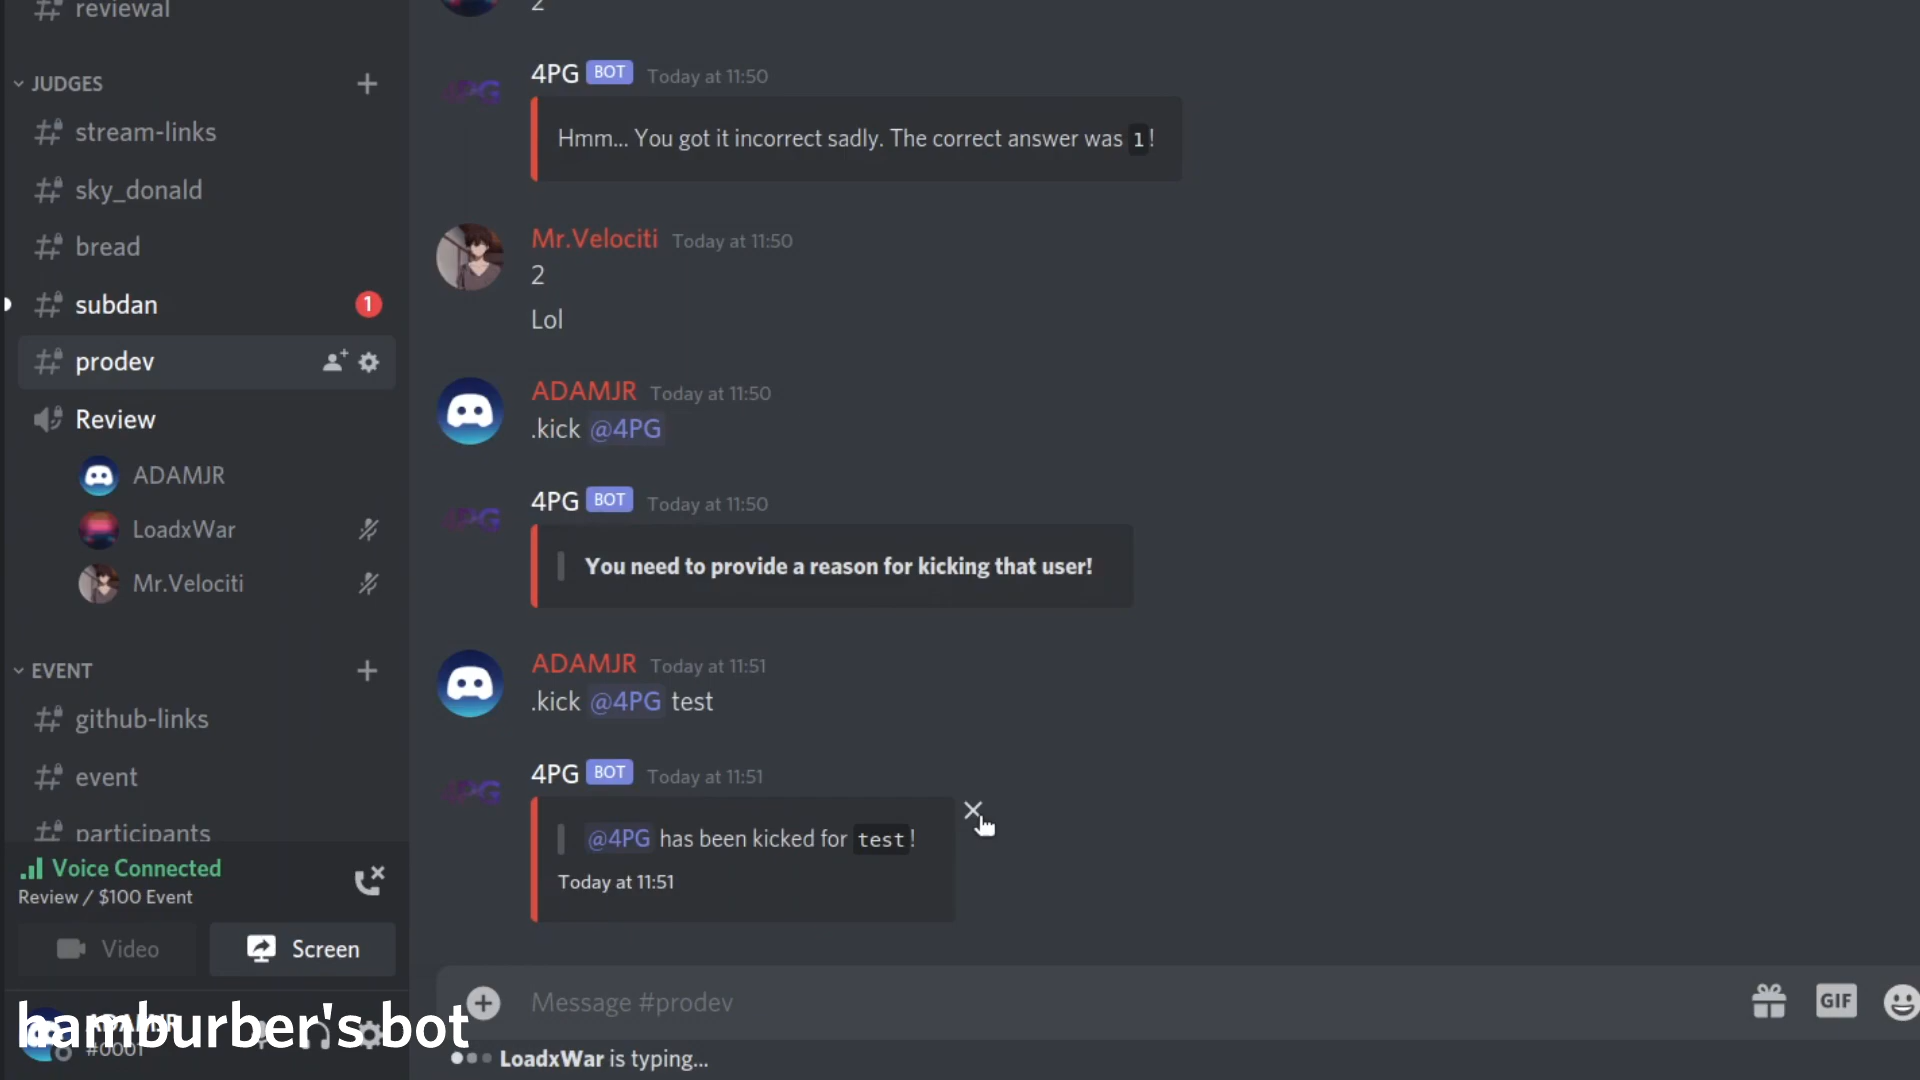 reviewal
JUDGES
stream-links
sky_donald
bread
subdan
1
prodev
Review
ADAMJR
LoadxWar
Mr.Velociti
EVENT
github-links
event
participants
Voice Connected
Review / $100 Event
Video
Screen
ADAMJR
#0001
hamburber's bot
2
4PG BOT Today at 11:50
Hmm... You got it incorrect sadly. The correct answer was 1!
Mr.Velociti Today at 11:50
2
Lol
ADAMJR Today at 11:50
.kick @4PG
4PG BOT Today at 11:50
You need to provide a reason for kicking that user!
ADAMJR Today at 11:51
.kick @4PG test
4PG BOT Today at 11:51
@4PG has been kicked for test!
Today at 11:51
Message #prodev
GIF
LoadxWar is typing...
4PG
4PG
4PG